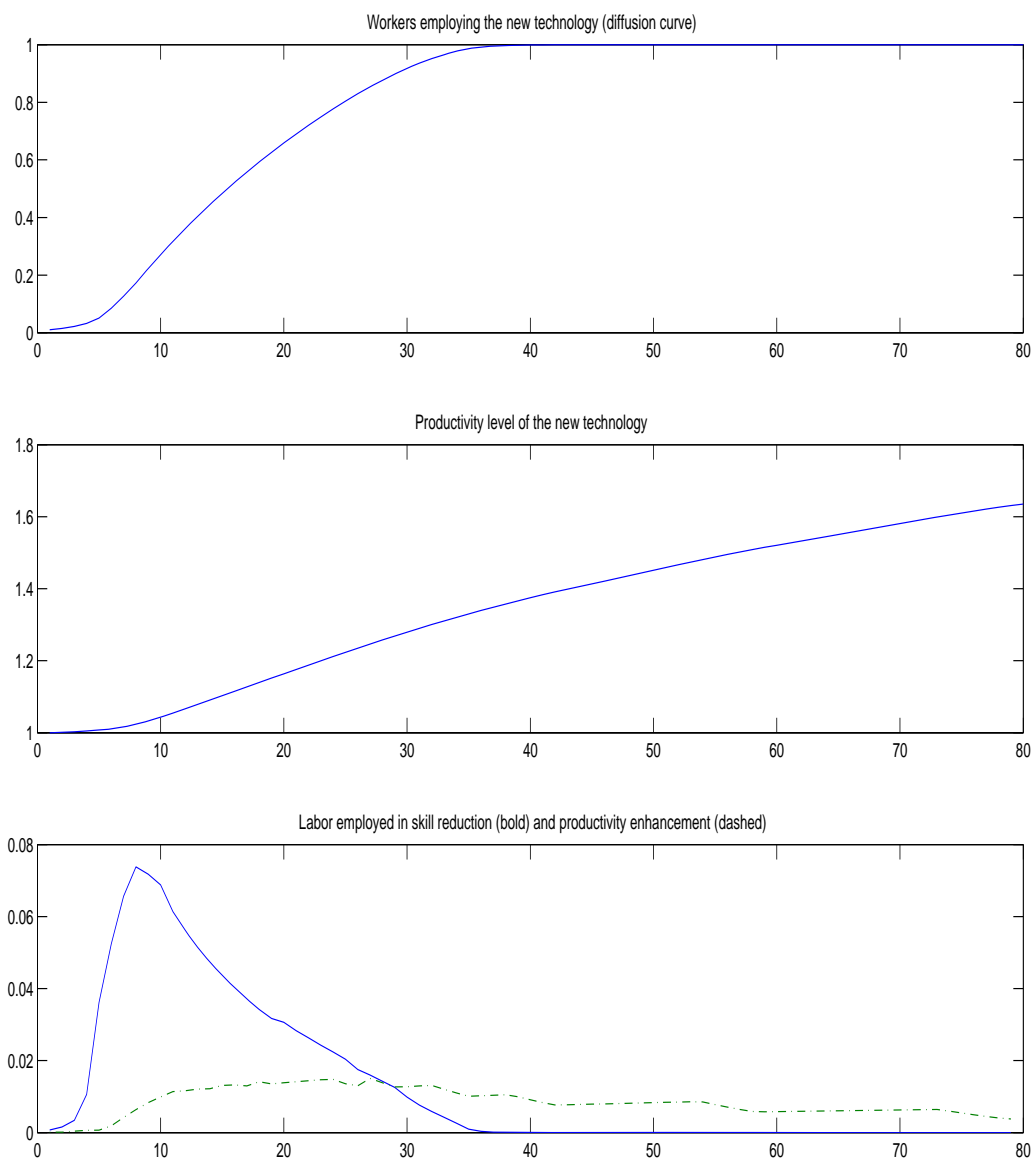 Workers employing the new technology (diffusion curve)
1
0.8
0.6
0.4
0.2
0
0 10 20 30 40 50 60 70 80
Productivity level of the new technology
1.8
1.6
1.4
1.2
1
0 10 20 30 40 50 60 70 80
Labor employed in skill reduction (bold) and productivity enhancement (dashed)
0.08
0.06
0.04
0.02
0
0 10 20 30 40 50 60 70 80